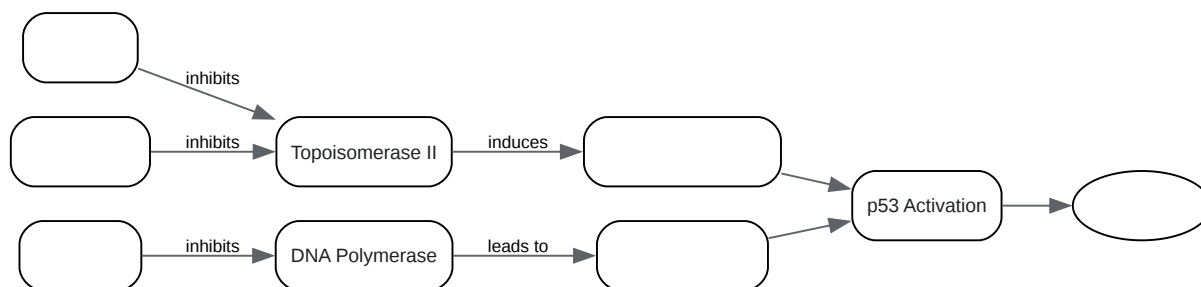 inhibits
inhibits
Topoisomerase II
induces
p53 Activation
inhibits
DNA Polymerase
leads to